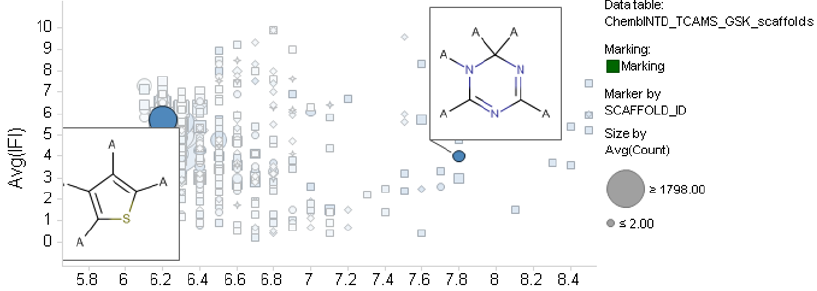 Data table:
ChembINTD_TCAMS_GSK_scaffolds
Marking:
Marking
Marker by
SCAFFOLD_ID
Size by
Avg(Count)
≥ 1798.00
≤ 2.00
Avg(IFI)
10
9
8
7
6
5
4
3
2
1
0
5.8 6 6.2 6.4 6.6 6.8 7 7.2 7.4 7.6 7.8 8 8.2 8.4
A A
A N N
A N A
A
A
S
A